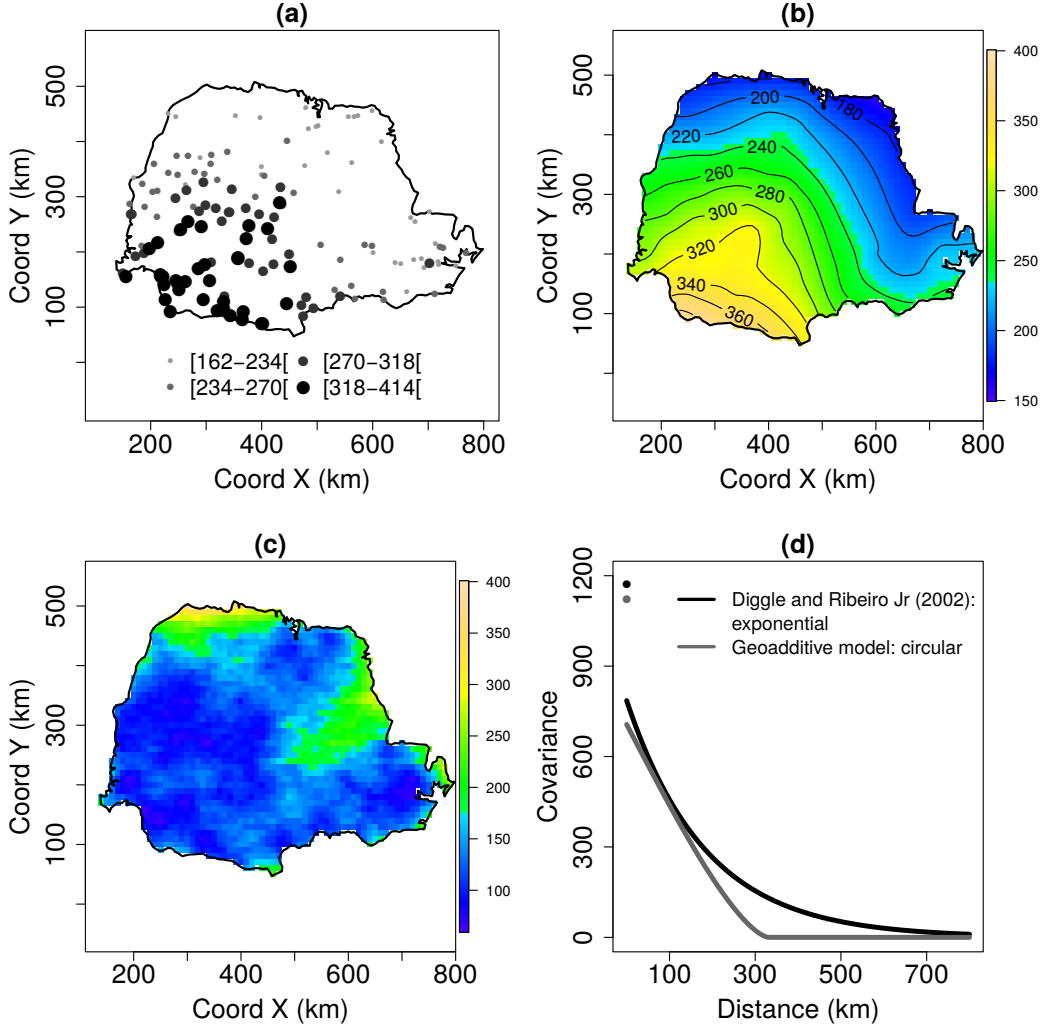 (a)
500
300
100
Coord Y (km)
[162−234[ [270−318[
[234−270[ [318−414[
200 400 600 800
Coord X (km)
(b)
500
300
100
Coord Y (km)
200
180
220
240
260
280
300
320
340
360
400
350
300
250
200
150
200 400 600 800
Coord X (km)
(c)
500
300
100
Coord Y (km)
400
350
300
250
200
150
100
200 400 600 800
Coord X (km)
(d)
1200
900
600
300
0
Covariance
Diggle and Ribeiro Jr (2002):
exponential
Geoadditive model: circular
100 300 500 700
Distance (km)